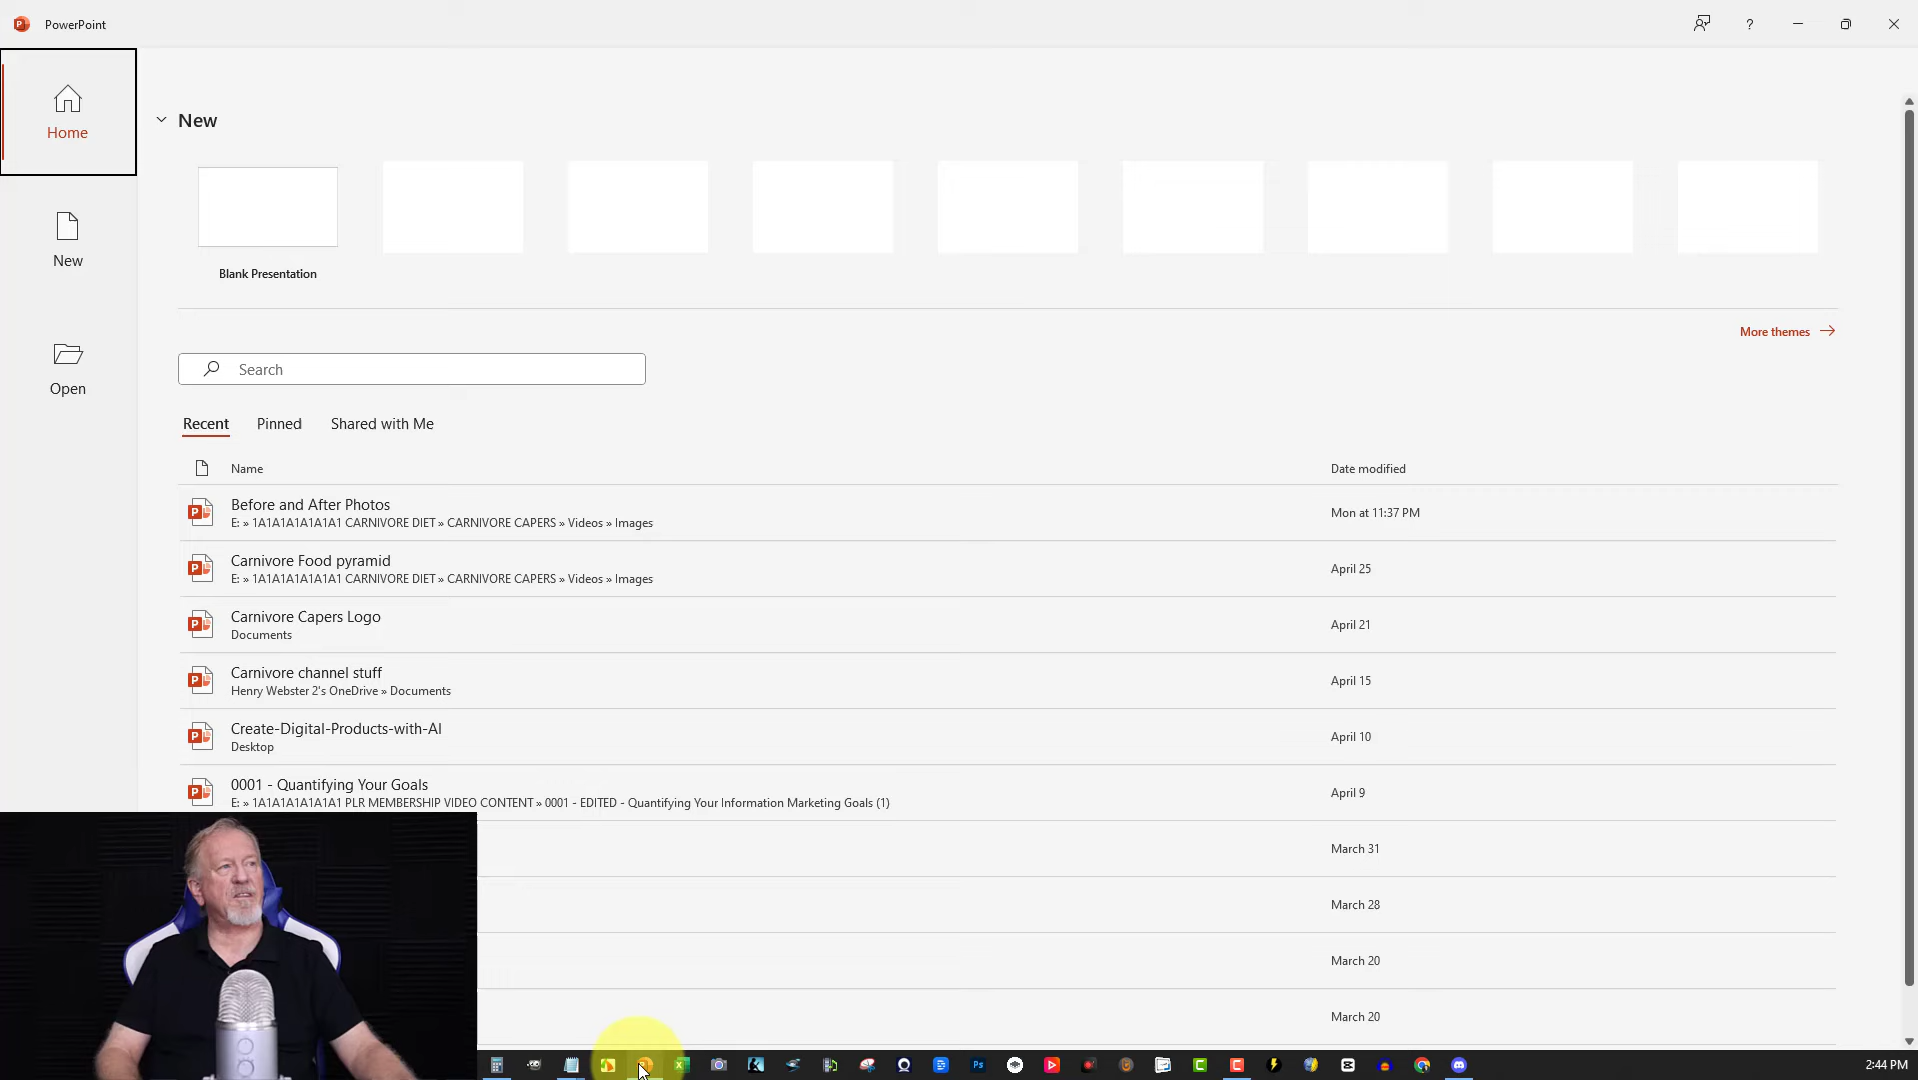 PowerPoint
Home
New
Open
New
Blank Presentation
More themes
Search
Recent Pinned Shared with Me
Name Date modified
Before and After Photos
E: » 1A1A1A1A1A1A1 CARNIVORE DIET » CARNIVORE CAPERS » Videos » Images
Mon at 11:37 PM
Carnivore Food pyramid
E: » 1A1A1A1A1A1A1 CARNIVORE DIET » CARNIVORE CAPERS » Videos » Images
April 25
Carnivore Capers Logo
Documents
April 21
Carnivore channel stuff
Henry Webster 2's OneDrive » Documents
April 15
Create-Digital-Products-with-AI
Desktop
April 10
0001 - Quantifying Your Goals
E: » 1A1A1A1A1A1A1 PLR MEMBERSHIP VIDEO CONTENT » 0001 - EDITED - Quantifying Your Information Marketing Goals (1)
April 9
March 31
March 28
March 20
March 20
2:44 PM